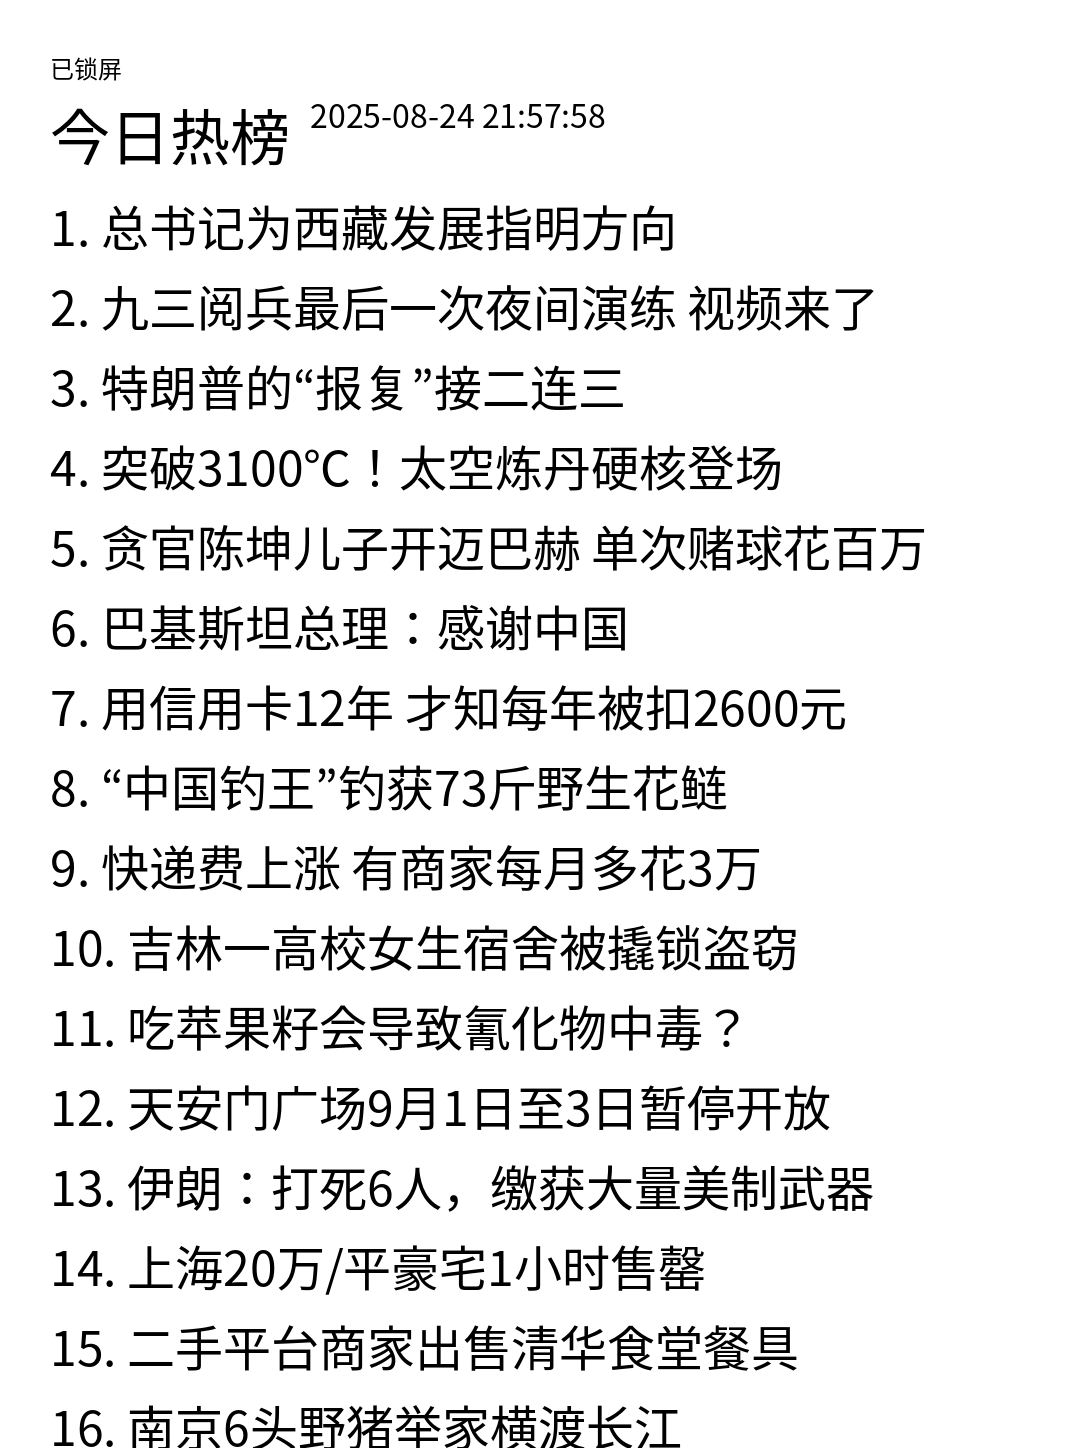 已锁屏
今日热榜 2025-08-24 21:57:58
1. 总书记为西藏发展指明方向
2. 九三阅兵最后一次夜间演练 视频来了
3. 特朗普的“报复”接二连三
4. 突破3100℃！太空炼丹硬核登场
5. 贪官陈坤儿子开迈巴赫 单次赌球花百万
6. 巴基斯坦总理：感谢中国
7. 用信用卡12年 才知每年被扣2600元
8. “中国钓王”钓获73斤野生花鲢
9. 快递费上涨 有商家每月多花3万
10. 吉林一高校女生宿舍被撬锁盗窃
11. 吃苹果籽会导致氰化物中毒？
12. 天安门广场9月1日至3日暂停开放
13. 伊朗：打死6人，缴获大量美制武器
14. 上海20万/平豪宅1小时售罄
15. 二手平台商家出售清华食堂餐具
16. 南京6头野猪举家横渡长江